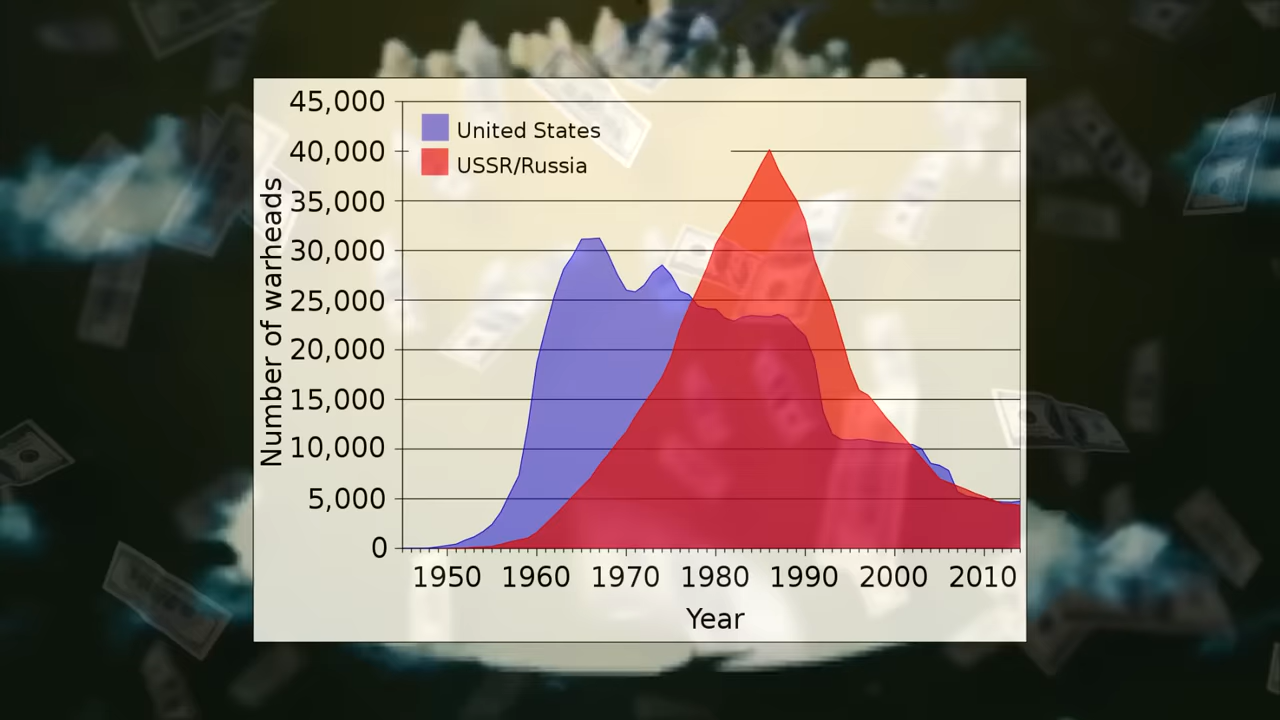 45,000
United States
40,000
USSR/Russia
35,000
30,000
25,000
20,000
15,000
10,000
5,000
0
Number of warheads
1950 1960 1970 1980 1990 2000 2010
Year